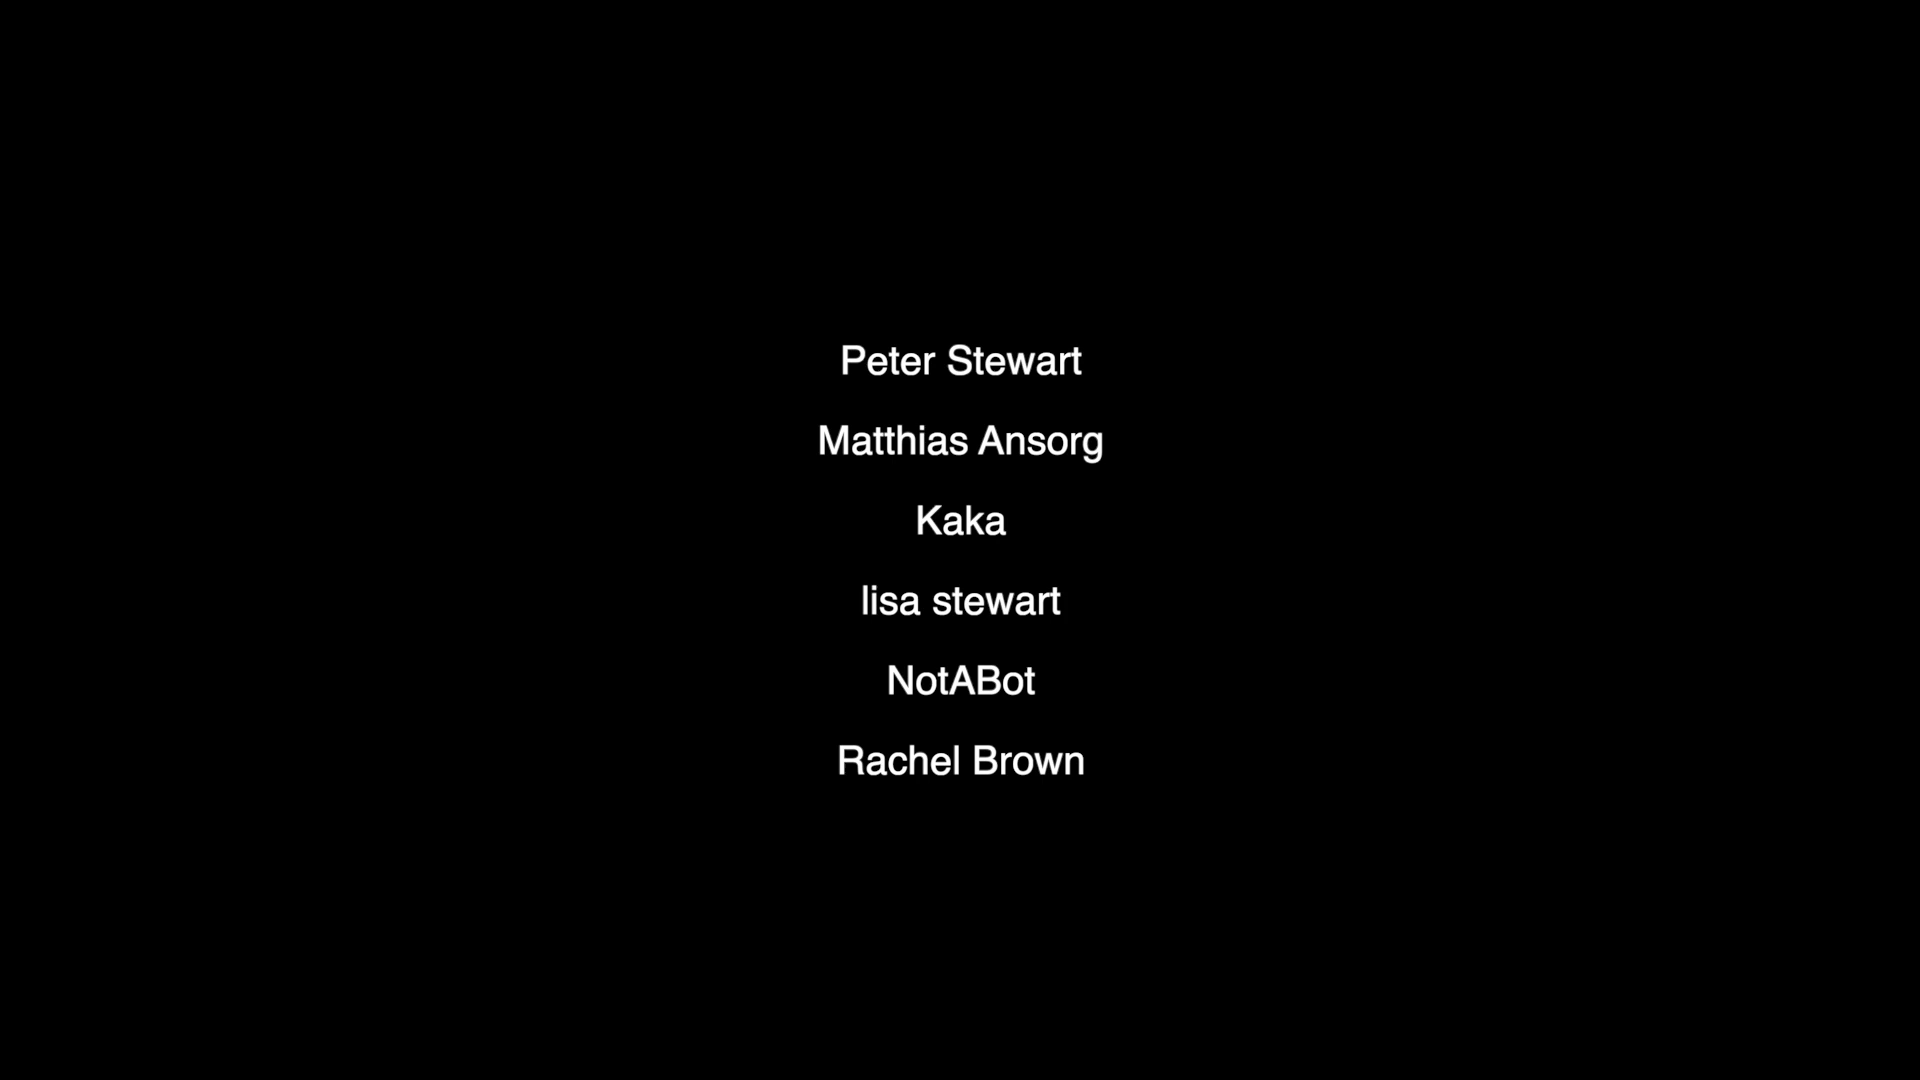 Peter Stewart
Matthias Ansorg
Kaka
lisa stewart
NotABot
Rachel Brown